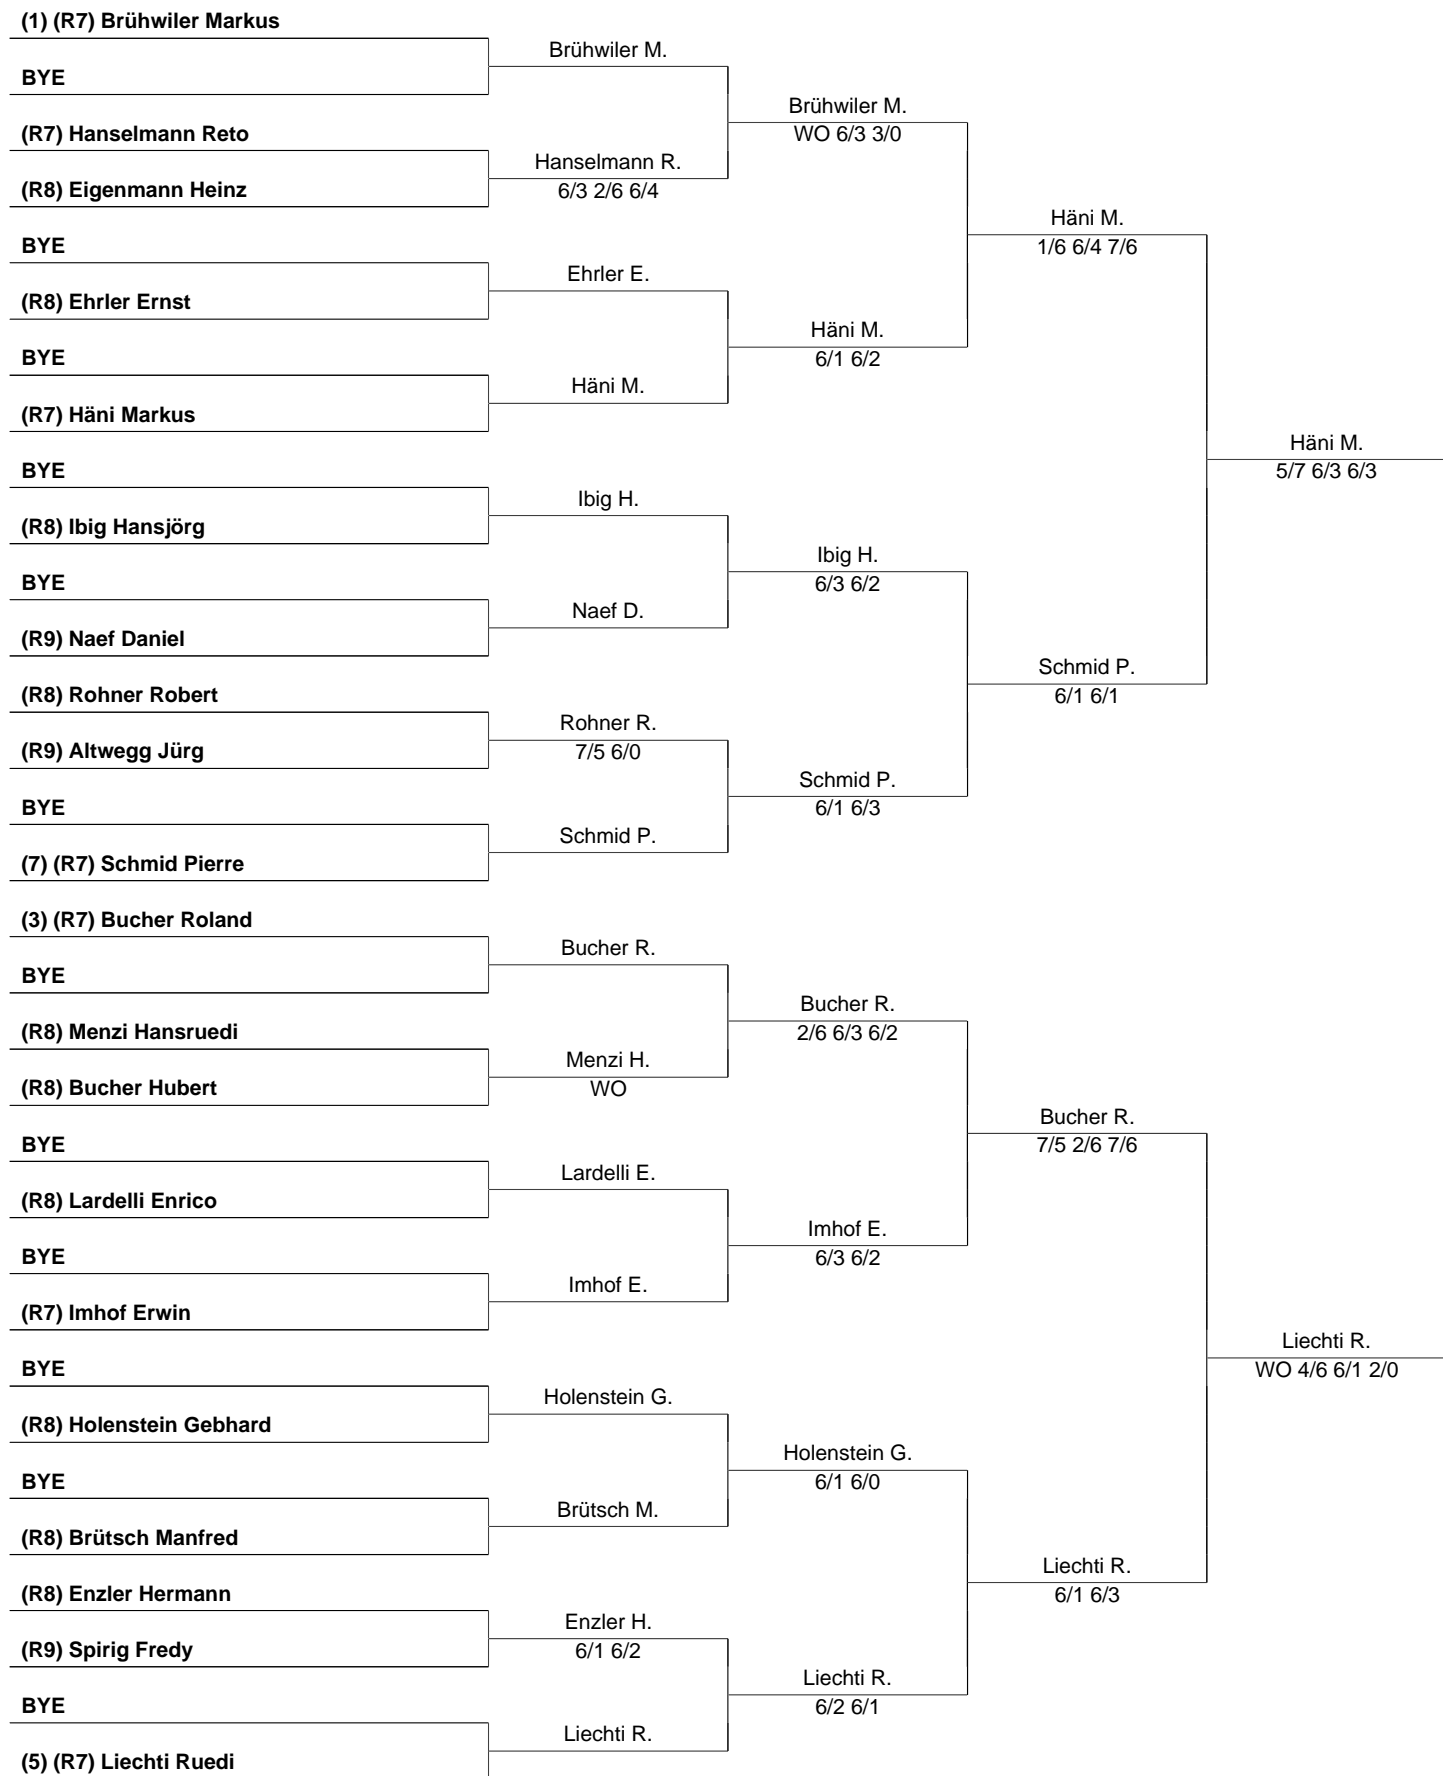 (1) (R7) Brühwiler Markus
Brühwiler M.
BYE
Brühwiler M.
WO 6/3 3/0
(R7) Hanselmann Reto
Hanselmann R.
6/3 2/6 6/4
(R8) Eigenmann Heinz
Häni M.
1/6 6/4 7/6
BYE
Ehrler E.
(R8) Ehrler Ernst
Häni M.
6/1 6/2
BYE
Häni M.
(R7) Häni Markus
Häni M.
5/7 6/3 6/3
BYE
Ibig H.
(R8) Ibig Hansjörg
Ibig H.
6/3 6/2
BYE
Naef D.
(R9) Naef Daniel
Schmid P.
6/1 6/1
(R8) Rohner Robert
Rohner R.
7/5 6/0
(R9) Altwegg Jürg
Schmid P.
6/1 6/3
BYE
Schmid P.
(7) (R7) Schmid Pierre
(3) (R7) Bucher Roland
Bucher R.
BYE
Bucher R.
2/6 6/3 6/2
(R8) Menzi Hansruedi
Menzi H.
WO
(R8) Bucher Hubert
Bucher R.
7/5 2/6 7/6
BYE
Lardelli E.
(R8) Lardelli Enrico
Imhof E.
6/3 6/2
BYE
Imhof E.
(R7) Imhof Erwin
Liechti R.
WO 4/6 6/1 2/0
BYE
Holenstein G.
(R8) Holenstein Gebhard
Holenstein G.
6/1 6/0
BYE
Brütsch M.
(R8) Brütsch Manfred
Liechti R.
6/1 6/3
(R8) Enzler Hermann
Enzler H.
6/1 6/2
(R9) Spirig Fredy
Liechti R.
6/2 6/1
BYE
Liechti R.
(5) (R7) Liechti Ruedi